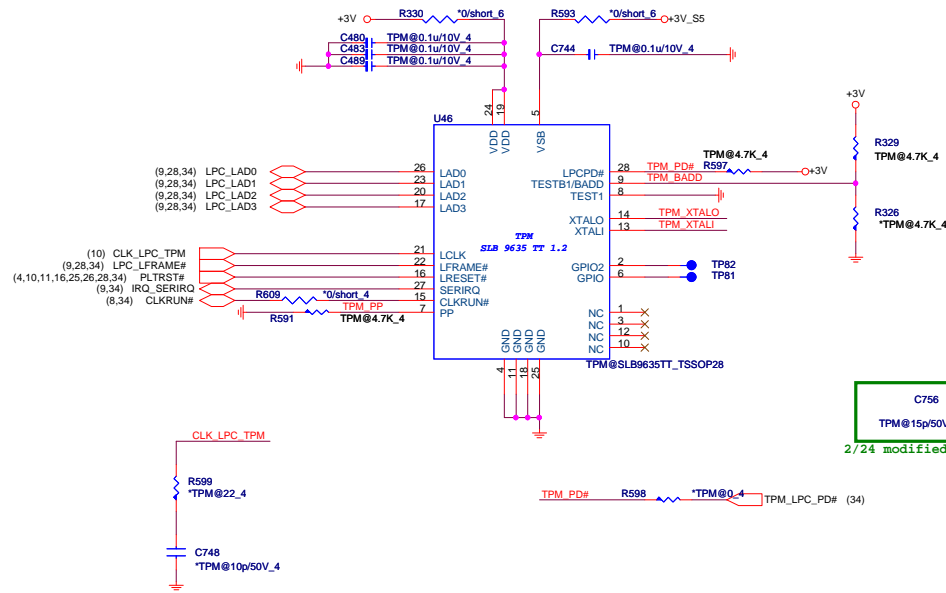 +3V R330 *0/short_6 R593 *0/short_6 +3V_S5
C480 TPM@0.1u/10V_4
C483 TPM@0.1u/10V_4 C744 TPM@0.1u/10V_4
C489 TPM@0.1u/10V_4
+3V
24 19 5
U46
VDD VDD VSB
R329
TPM@4.7K_4
TPM@4.7K_4
(9,28,34) LPC_LAD0 26 LAD0 LPCPD# 28 TPM_PD# R597 +3V
(9,28,34) LPC_LAD1 23 LAD1 TESTB1/BADD 9 TPM_BADD
(9,28,34) LPC_LAD2 20 LAD2 TEST1 8
(9,28,34) LPC_LAD3 17 LAD3
R326
*TPM@4.7K_4
XTALO 14 TPM_XTALO
XTALI 13 TPM_XTALI
TPM
SLB 9635 TT 1.2
(10) CLK_LPC_TPM 21 LCLK
(9,28,34) LPC_LFRAME# 22 LFRAME# GPIO2 2 TP82
(4,10,11,16,25,26,28,34) PLTRST# 16 LRESET# GPIO 6 TP81
(9,34) IRQ_SERIRQ 27 SERIRQ
(8,34) CLKRUN# R609 *0/short_4 15 CLKRUN#
TPM_PP 7 PP
R591 TPM@4.7K_4
NC 1
NC 3
NC 12
NC 10
GND GND GND GND
TPM@SLB9635TT_TSSOP28
4 11 18 25
C756
TPM@15p/50V
2/24 modified
CLK_LPC_TPM
R599
*TPM@22_4
TPM_PD# R598 *TPM@0_4 TPM_LPC_PD# (34)
C748
*TPM@10p/50V_4